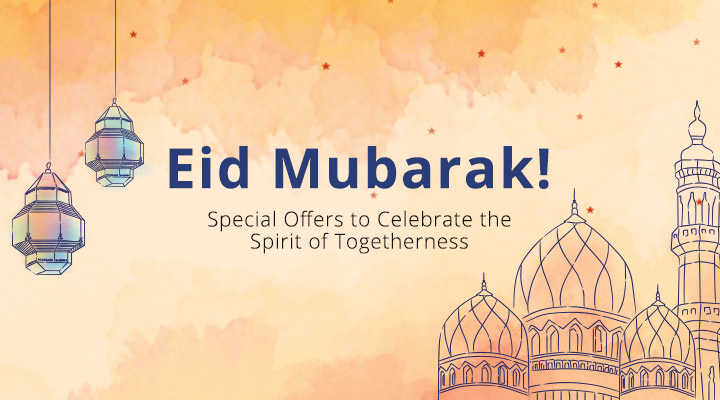 Eid Mubarak!
Special Offers to Celebrate the
Spirit of Togetherness